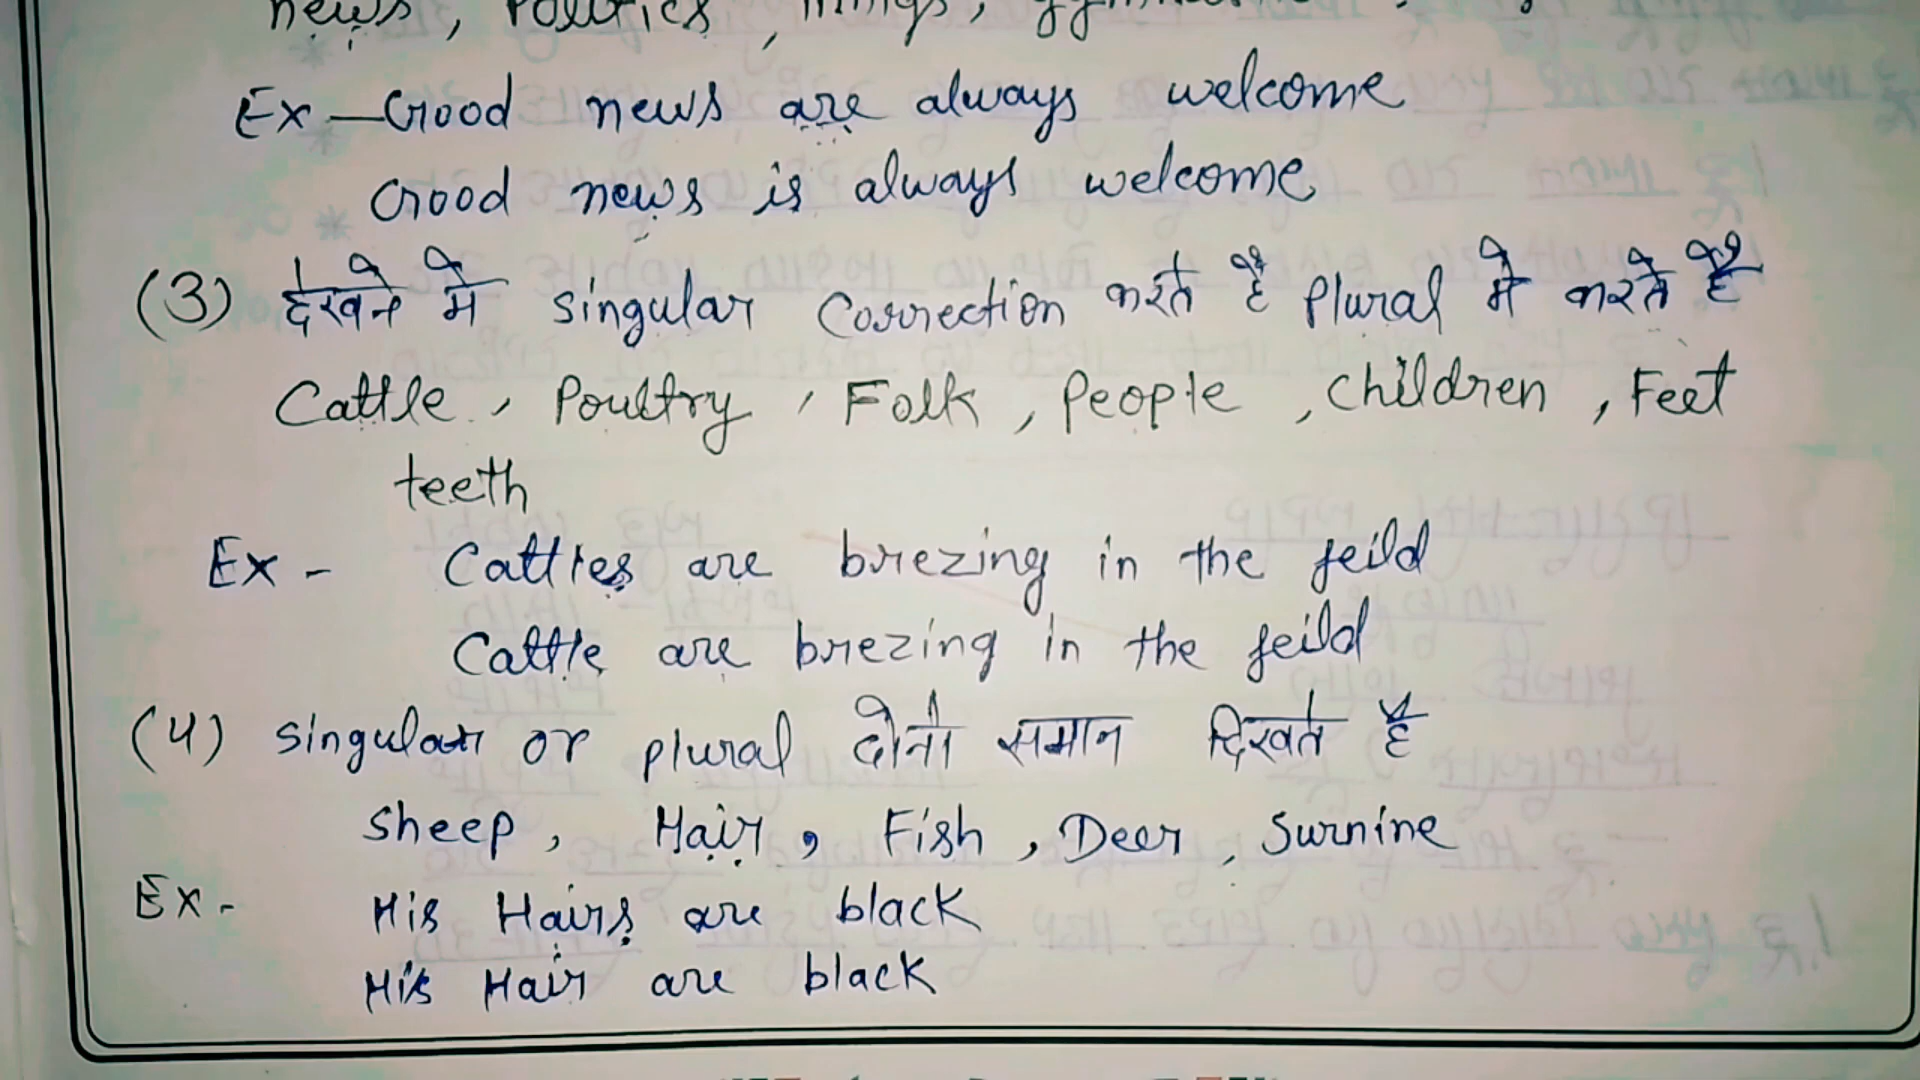 news, Politics,
Ex — Good news are always welcome
Good news is always welcome
(3) देखने मे singular correction करते है Plural मे करते है
Cattle, Poultry, Folk, People, children, Feet
teeth
Ex - Cattles are brezing in the feild
Cattle are brezing in the feild
(4) singular or plural दोनो समान दिखते है
Sheep, Hair, Fish, Deer, Surnine
Ex - His Hairs are black
His Hair are black